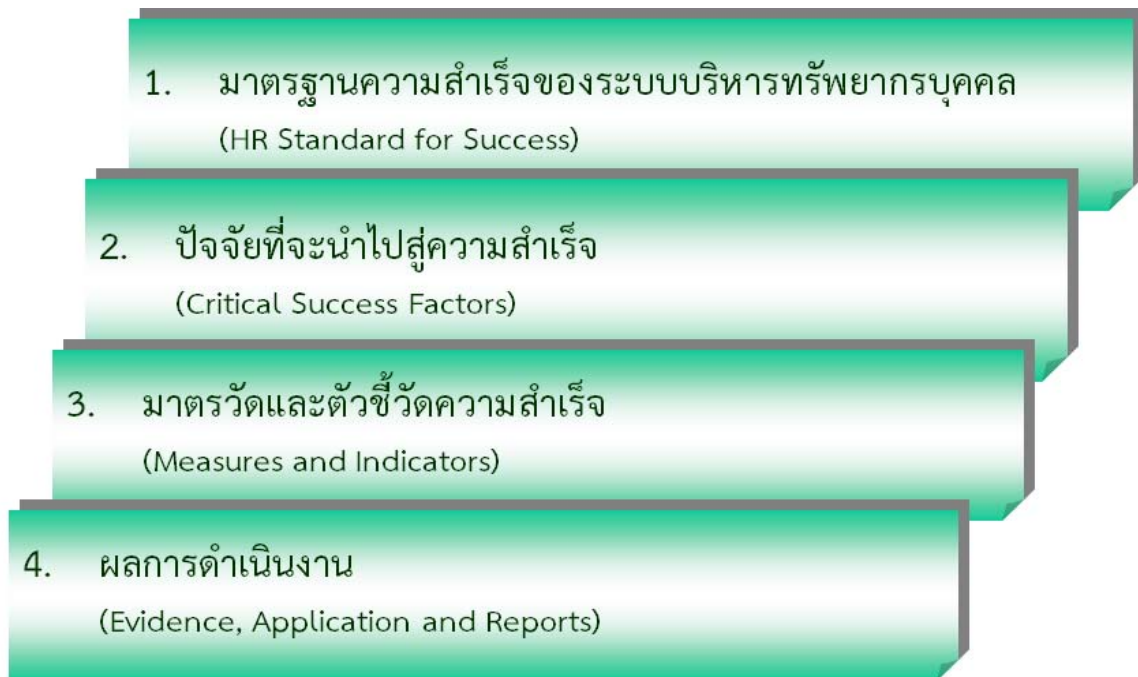 1. มาตรฐานความสำเร็จของระบบบริหารทรัพยากรบุคคล
(HR Standard for Success)
2. ปัจจัยที่จะนำไปสู่ความสำเร็จ
(Critical Success Factors)
3. มาตรวัดและตัวชี้วัดความสำเร็จ
(Measures and Indicators)
4. ผลการดำเนินงาน
(Evidence, Application and Reports)